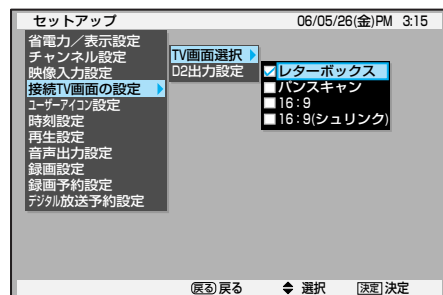 セットアップ 06/05/26(金)PM 3:15
省電力／表示設定
チャンネル設定
映像入力設定
接続TV画面の設定
ユーザーアイコン設定
時刻設定
再生設定
音声出力設定
録画設定
録画予約設定
デジタル放送予約設定
TV画面選択
D2出力設定
レターボックス
パンスキャン
16:9
16:9(シュリンク)
戻る 戻る 選択 決定 決定